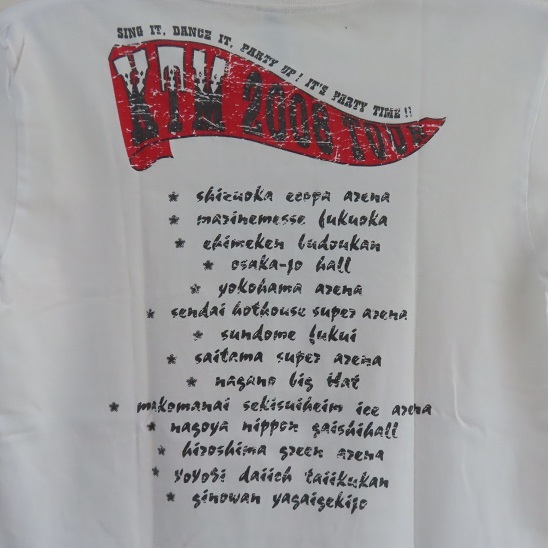 SING IT, DANCE IT, PARTY UP! IT'S PARTY TIME!!
KTM 2008 TOUR
* shizuoka ecopa arena
* marinemesse fukuoka
* ehimeken budoukan
* osaka-jo hall
* yokohama arena
* sendai hothouse super arena
* sundome fukui
* saitama super arena
* nagano big Hat
* makomanai sekisuiheim ice arena
* nagoya nippon gaishihall
* hiroshima green arena
* yoyogi daiich taiikukan
* ginowan yagaigekijo